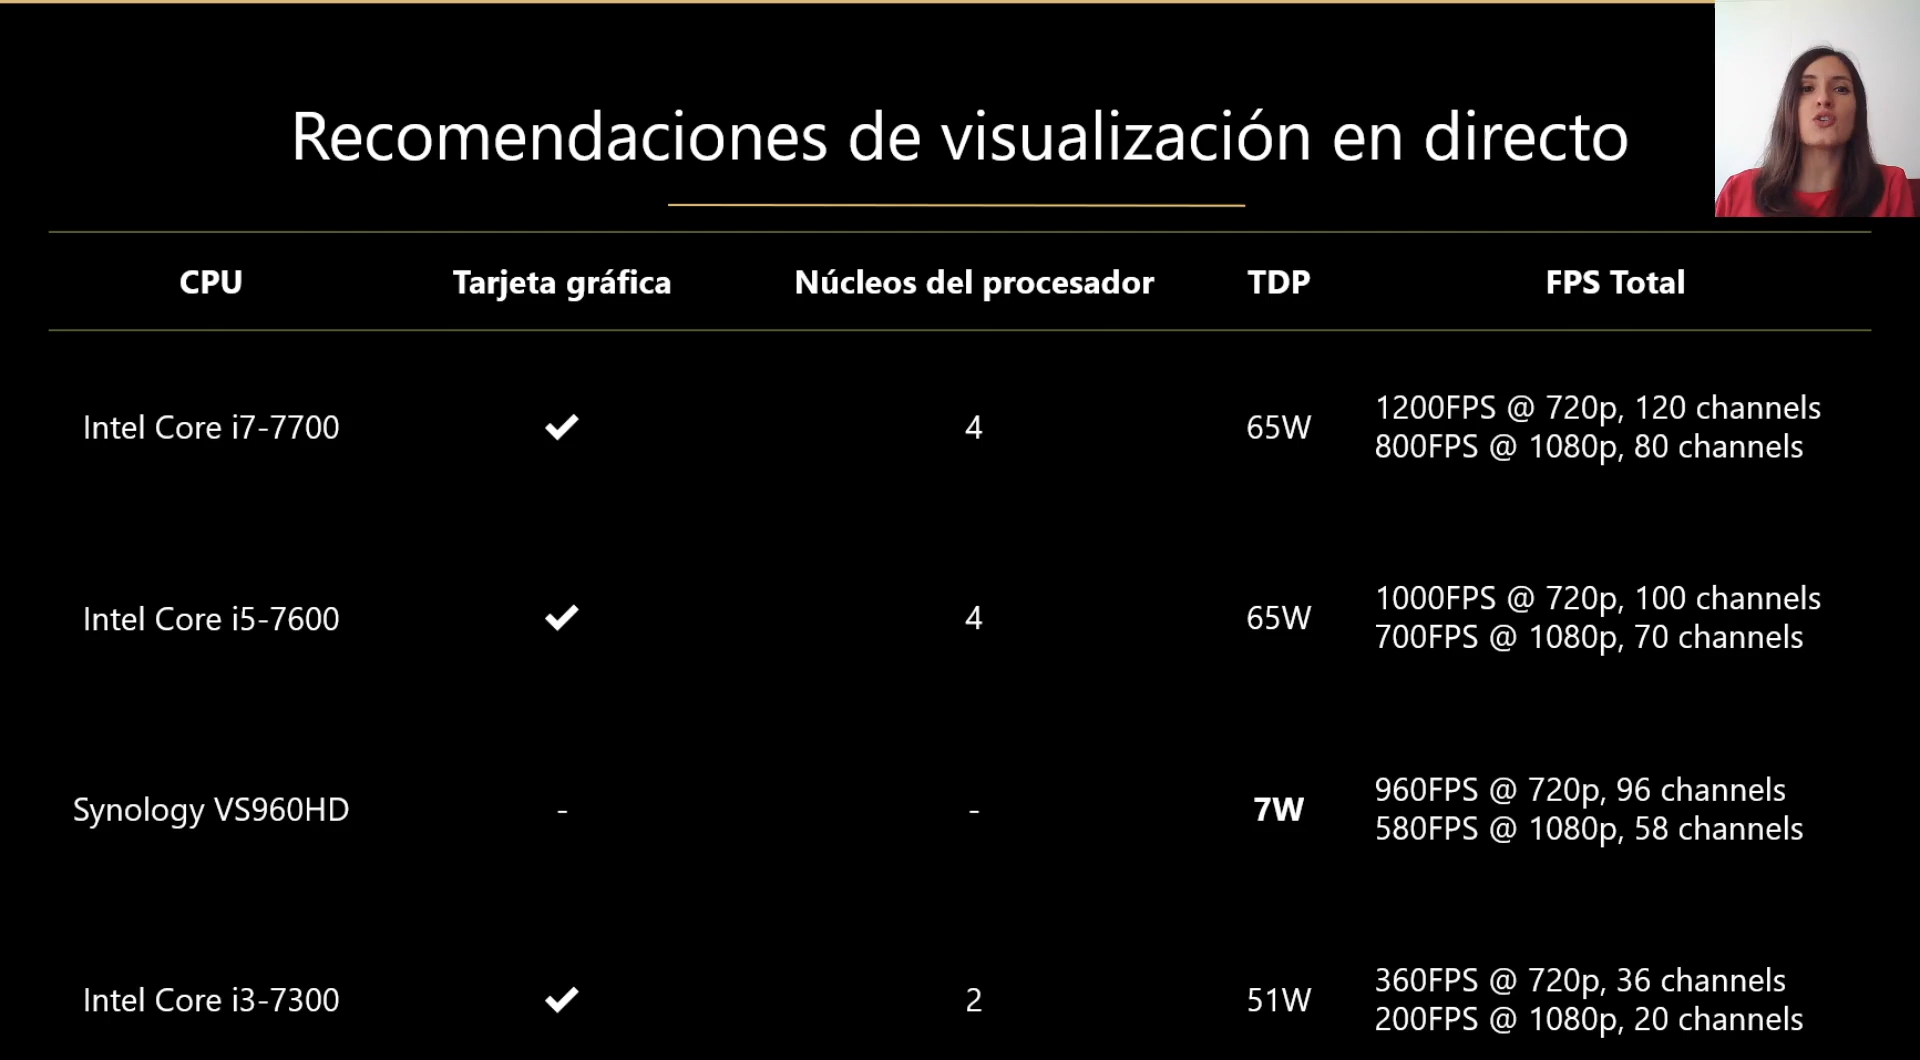 Recomendaciones de visualización en directo
CPU Tarjeta gráfica Núcleos del procesador TDP FPS Total
Intel Core i7-7700 ✔ 4 65W 1200FPS @ 720p, 120 channels
800FPS @ 1080p, 80 channels
Intel Core i5-7600 ✔ 4 65W 1000FPS @ 720p, 100 channels
700FPS @ 1080p, 70 channels
Synology VS960HD - - 7W 960FPS @ 720p, 96 channels
580FPS @ 1080p, 58 channels
Intel Core i3-7300 ✔ 2 51W 360FPS @ 720p, 36 channels
200FPS @ 1080p, 20 channels